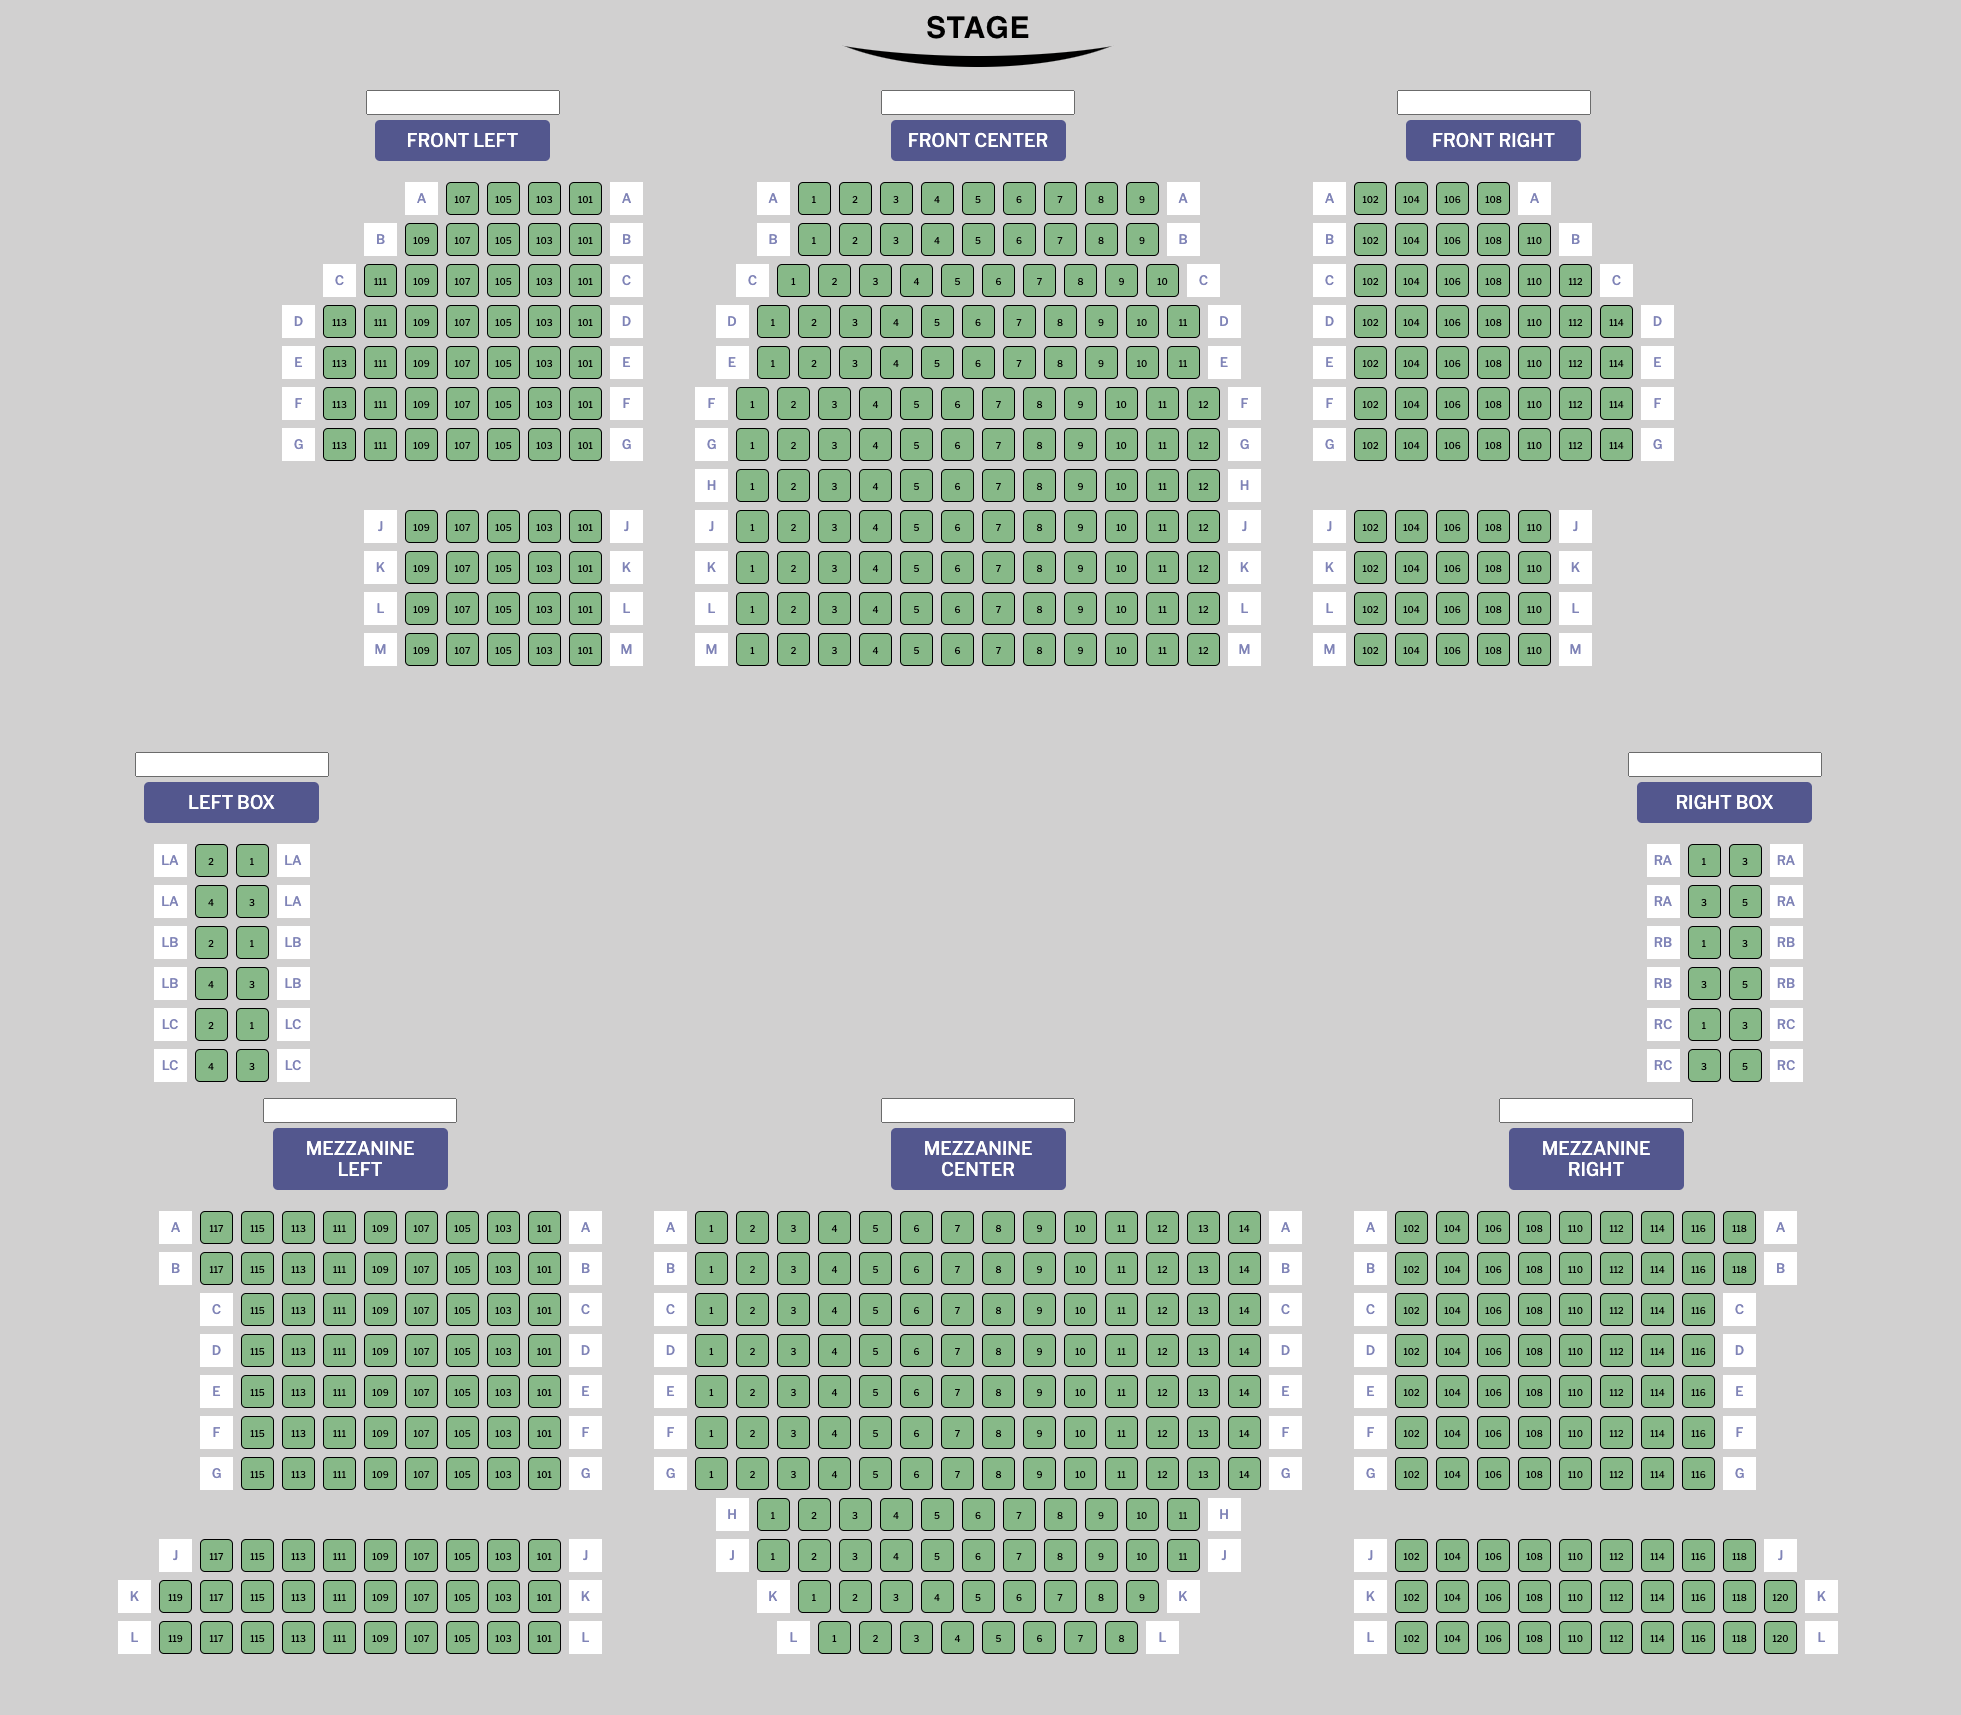 STAGE
FRONT LEFT
A 107 105 103 101 A
B 109 107 105 103 101 B
C 111 109 107 105 103 101 C
D 113 111 109 107 105 103 101 D
E 113 111 109 107 105 103 101 E
F 113 111 109 107 105 103 101 F
G 113 111 109 107 105 103 101 G
J 109 107 105 103 101 J
K 109 107 105 103 101 K
L 109 107 105 103 101 L
M 109 107 105 103 101 M
FRONT CENTER
A 1 2 3 4 5 6 7 8 9 A
B 1 2 3 4 5 6 7 8 9 B
C 1 2 3 4 5 6 7 8 9 10 C
D 1 2 3 4 5 6 7 8 9 10 11 D
E 1 2 3 4 5 6 7 8 9 10 11 E
F 1 2 3 4 5 6 7 8 9 10 11 12 F
G 1 2 3 4 5 6 7 8 9 10 11 12 G
H 1 2 3 4 5 6 7 8 9 10 11 12 H
J 1 2 3 4 5 6 7 8 9 10 11 12 J
K 1 2 3 4 5 6 7 8 9 10 11 12 K
L 1 2 3 4 5 6 7 8 9 10 11 12 L
M 1 2 3 4 5 6 7 8 9 10 11 12 M
FRONT RIGHT
A 102 104 106 108 A
B 102 104 106 108 110 B
C 102 104 106 108 110 112 C
D 102 104 106 108 110 112 114 D
E 102 104 106 108 110 112 114 E
F 102 104 106 108 110 112 114 F
G 102 104 106 108 110 112 114 G
J 102 104 106 108 110 J
K 102 104 106 108 110 K
L 102 104 106 108 110 L
M 102 104 106 108 110 M
LEFT BOX
LA 2 1 LA
LA 4 3 LA
LB 2 1 LB
LB 4 3 LB
LC 2 1 LC
LC 4 3 LC
RIGHT BOX
RA 1 3 RA
RA 3 5 RA
RB 1 3 RB
RB 3 5 RB
RC 1 3 RC
RC 3 5 RC
MEZZANINE
LEFT
A 117 115 113 111 109 107 105 103 101 A
B 117 115 113 111 109 107 105 103 101 B
C 115 113 111 109 107 105 103 101 C
D 115 113 111 109 107 105 103 101 D
E 115 113 111 109 107 105 103 101 E
F 115 113 111 109 107 105 103 101 F
G 115 113 111 109 107 105 103 101 G
J 117 115 113 111 109 107 105 103 101 J
K 119 117 115 113 111 109 107 105 103 101 K
L 119 117 115 113 111 109 107 105 103 101 L
MEZZANINE
CENTER
A 1 2 3 4 5 6 7 8 9 10 11 12 13 14 A
B 1 2 3 4 5 6 7 8 9 10 11 12 13 14 B
C 1 2 3 4 5 6 7 8 9 10 11 12 13 14 C
D 1 2 3 4 5 6 7 8 9 10 11 12 13 14 D
E 1 2 3 4 5 6 7 8 9 10 11 12 13 14 E
F 1 2 3 4 5 6 7 8 9 10 11 12 13 14 F
G 1 2 3 4 5 6 7 8 9 10 11 12 13 14 G
H 1 2 3 4 5 6 7 8 9 10 11 H
J 1 2 3 4 5 6 7 8 9 10 11 J
K 1 2 3 4 5 6 7 8 9 K
L 1 2 3 4 5 6 7 8 L
MEZZANINE
RIGHT
A 102 104 106 108 110 112 114 116 118 A
B 102 104 106 108 110 112 114 116 118 B
C 102 104 106 108 110 112 114 116 C
D 102 104 106 108 110 112 114 116 D
E 102 104 106 108 110 112 114 116 E
F 102 104 106 108 110 112 114 116 F
G 102 104 106 108 110 112 114 116 G
J 102 104 106 108 110 112 114 116 118 J
K 102 104 106 108 110 112 114 116 118 120 K
L 102 104 106 108 110 112 114 116 118 120 L